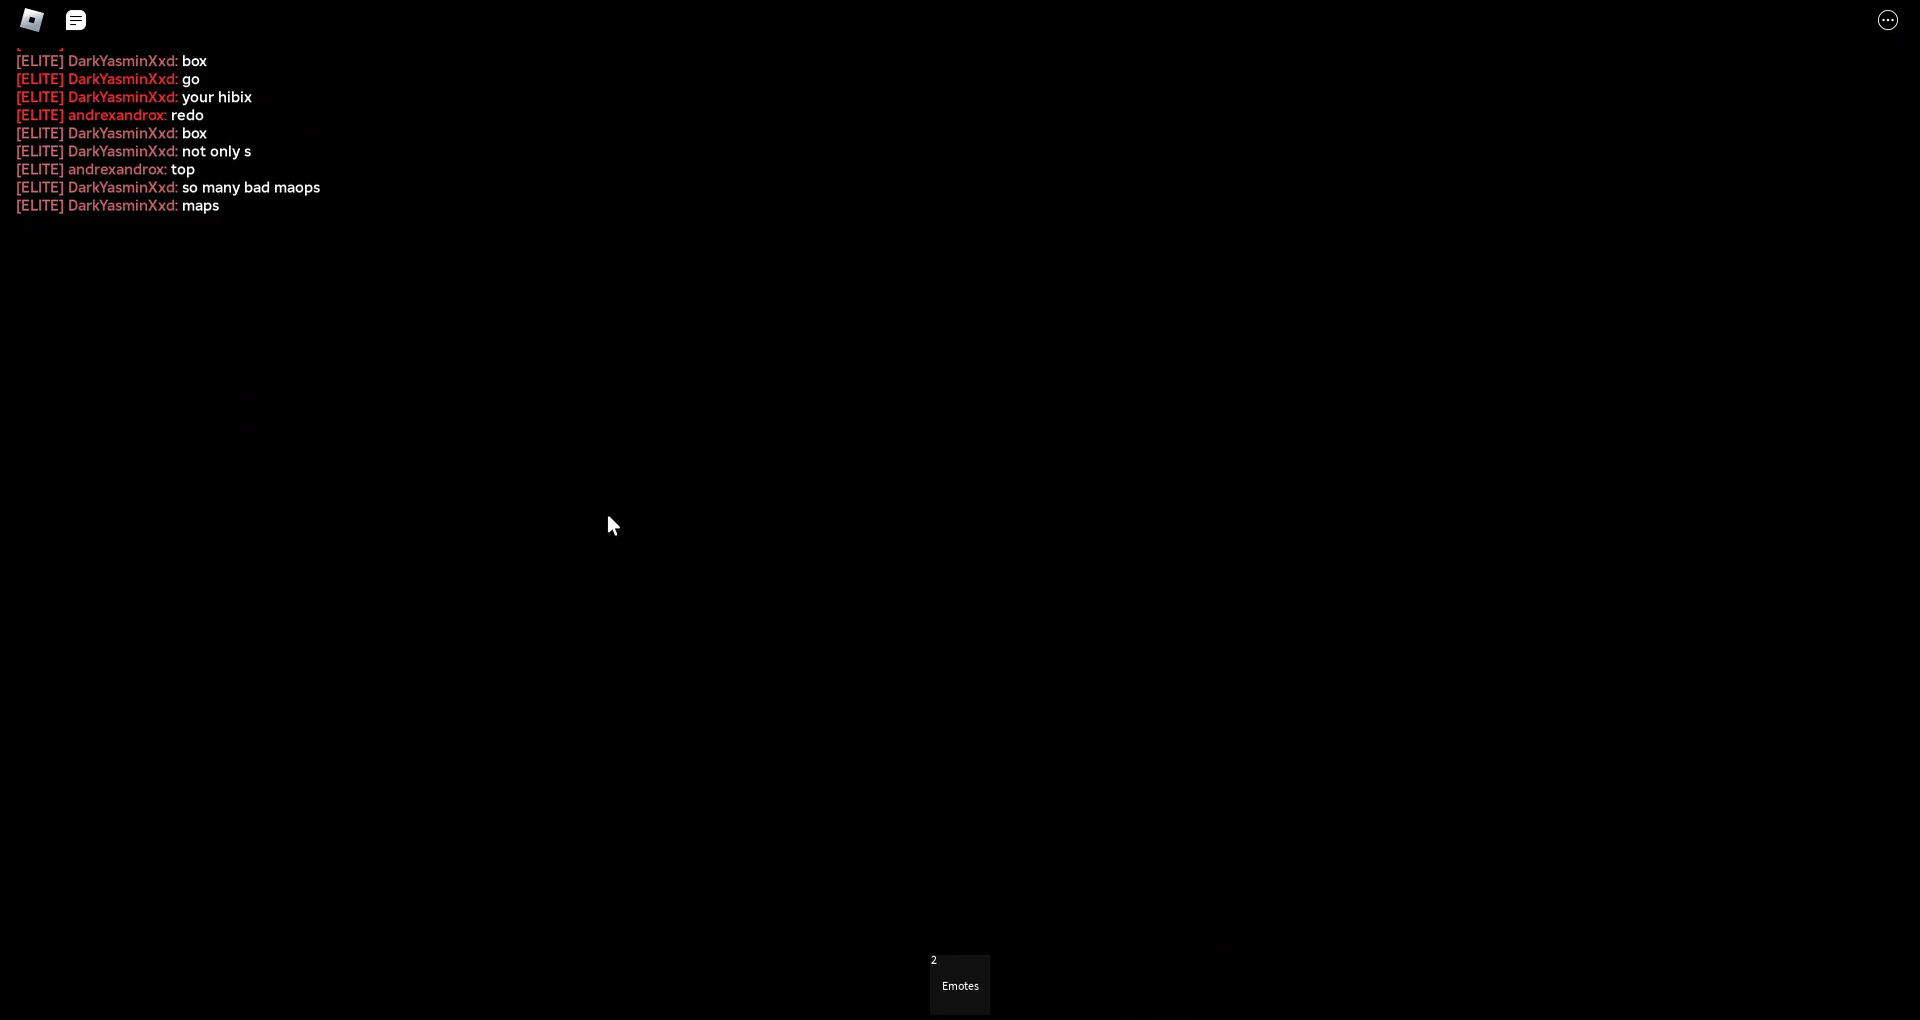 [ELITE] DarkYasminXxd: box
[ELITE] DarkYasminXxd: go
[ELITE] DarkYasminXxd: your hibix
[ELITE] andrexandrox: redo
[ELITE] DarkYasminXxd: box
[ELITE] DarkYasminXxd: not only s
[ELITE] andrexandrox: top
[ELITE] DarkYasminXxd: so many bad maops
[ELITE] DarkYasminXxd: maps
2
Emotes